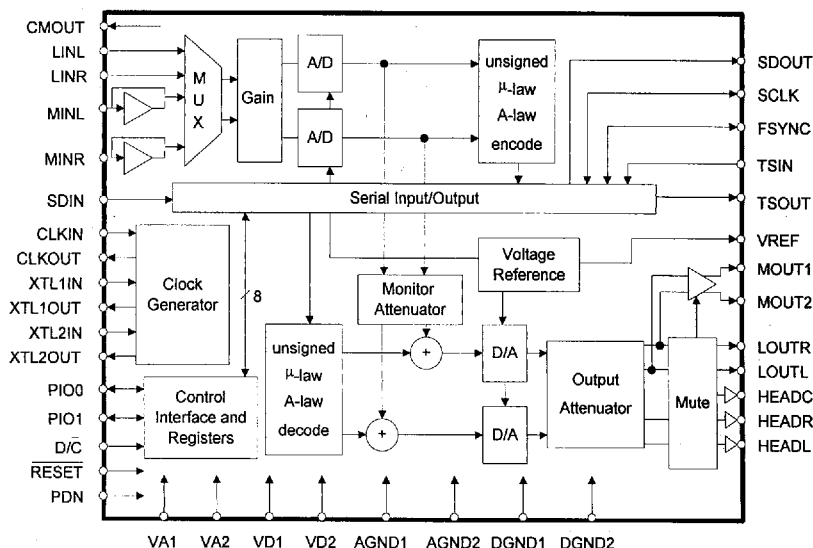 CMOUT
LINL
LINR
MINL
MINR
SDIN
CLKIN
CLKOUT
XTL1IN
XTL1OUT
XTL2IN
XTL2OUT
PIO0
PIO1
D/C̅
R̅E̅S̅E̅T̅
PDN
M
U
X
Gain
A/D
A/D
unsigned
μ-law
A-law
encode
Serial Input/Output
Clock
Generator
8
Control
Interface and
Registers
Monitor
Attenuator
Voltage
Reference
unsigned
μ-law
A-law
decode
+
+
D/A
D/A
Output
Attenuator
Mute
SDOUT
SCLK
FSYNC
TSIN
TSOUT
VREF
MOUT1
MOUT2
LOUTR
LOUTL
HEADC
HEADR
HEADL
VA1 VA2 VD1 VD2 AGND1 AGND2 DGND1 DGND2